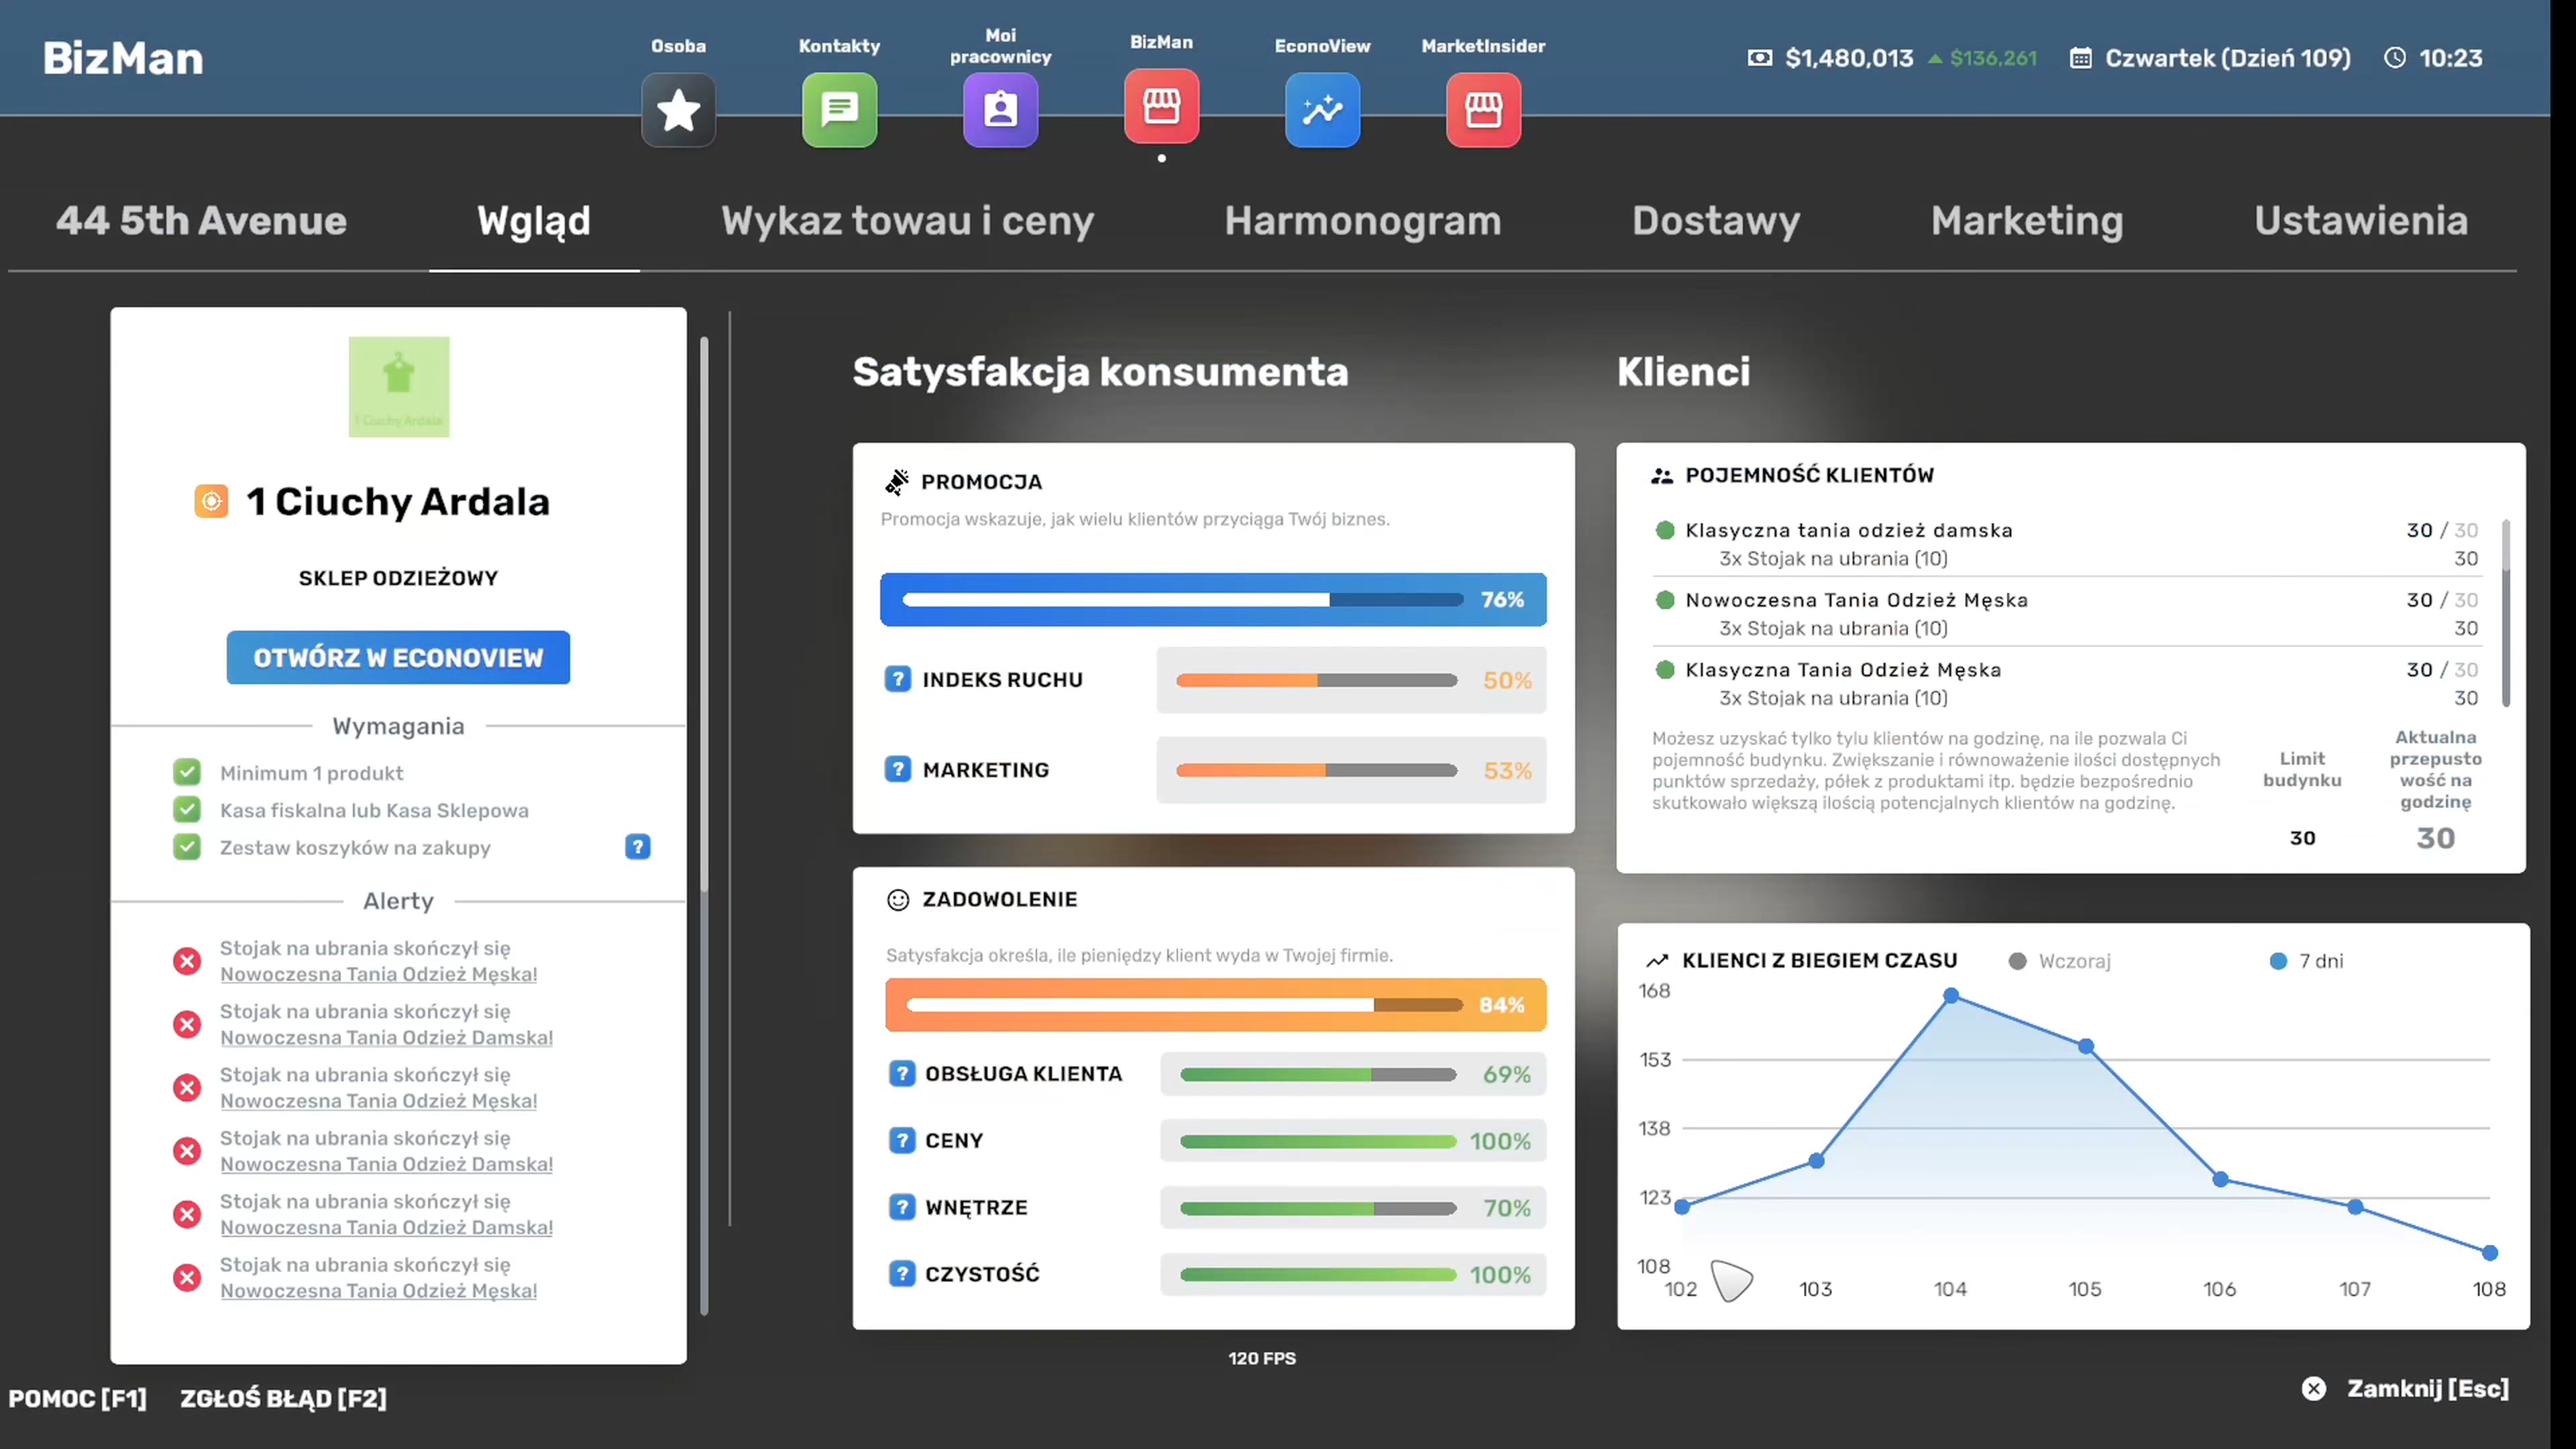 BizMan
Osoba
Kontakty
Moi
pracownicy
BizMan
EconoView
MarketInsider
$1,480,013
$136,261
Czwartek (Dzień 109)
10:23
44 5th Avenue
Wgląd
Wykaz towau i ceny
Harmonogram
Dostawy
Marketing
Ustawienia
1 Ciuchy Ardala
1 Ciuchy Ardala
SKLEP ODZIEŻOWY
OTWÓRZ W ECONOVIEW
Wymagania
Minimum 1 produkt
Kasa fiskalna lub Kasa Sklepowa
Zestaw koszyków na zakupy
?
Alerty
Stojak na ubrania skończył się
Nowoczesna Tania Odzież Męska!
Stojak na ubrania skończył się
Nowoczesna Tania Odzież Damska!
Stojak na ubrania skończył się
Nowoczesna Tania Odzież Męska!
Stojak na ubrania skończył się
Nowoczesna Tania Odzież Damska!
Stojak na ubrania skończył się
Nowoczesna Tania Odzież Damska!
Stojak na ubrania skończył się
Nowoczesna Tania Odzież Męska!
Satysfakcja konsumenta
PROMOCJA
Promocja wskazuje, jak wielu klientów przyciąga Twój biznes.
76%
? INDEKS RUCHU 50%
? MARKETING 53%
ZADOWOLENIE
Satysfakcja określa, ile pieniędzy klient wyda w Twojej firmie.
84%
? OBSŁUGA KLIENTA 69%
? CENY 100%
? WNĘTRZE 70%
? CZYSTOŚĆ 100%
Klienci
POJEMNOŚĆ KLIENTÓW
Klasyczna tania odzież damska 30 / 30
3x Stojak na ubrania (10) 30
Nowoczesna Tania Odzież Męska 30 / 30
3x Stojak na ubrania (10) 30
Klasyczna Tania Odzież Męska 30 / 30
3x Stojak na ubrania (10) 30
Możesz uzyskać tylko tylu klientów na godzinę, na ile pozwala Ci
pojemność budynku. Zwiększanie i równoważenie ilości dostępnych
punktów sprzedaży, półek z produktami itp. będzie bezpośrednio
skutkowało większą ilością potencjalnych klientów na godzinę.
Limit
budynku
30
Aktualna
przepusto
wość na
godzinę
30
KLIENCI Z BIEGIEM CZASU
Wczoraj
7 dni
168
153
138
123
108
102 103 104 105 106 107 108
120 FPS
POMOC [F1]
ZGŁOŚ BŁĄD [F2]
Zamknij [Esc]